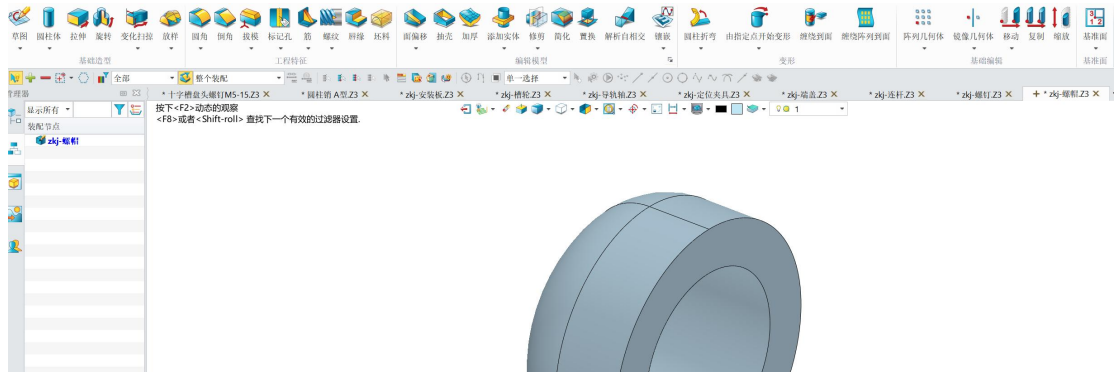 草图 圆柱体 拉伸 旋转 变化扫掠 放样 圆角 倒角 拔模 标记孔 筋 螺纹 唇缘 坯料 面偏移 抽壳 加厚 添加实体 修剪 简化 置换 解析自相交 镶嵌 圆柱折弯 由指定点开始变形 缠绕到面 缠绕阵列到面 阵列几何体 镜像几何体 移动 复制 缩放 基准面
基础造型 工程特征 编辑模型 变形 基础编辑 基准面
全部 整个装配 单一选择
管理器 * 十字槽盘头螺钉M5-15.Z3 * 圆柱销 A型.Z3 * zkj-安装板.Z3 * zkj-槽轮.Z3 * zkj-导轨轴.Z3 * zkj-定位夹具.Z3 * zkj-端盖.Z3 * zkj-连杆.Z3 * zkj-螺钉.Z3 * zkj-螺帽.Z3
显示所有 按下<F2>动态的观察 1
<F8>或者<Shift-roll> 查找下一个有效的过滤器设置.
装配节点
zkj-螺帽